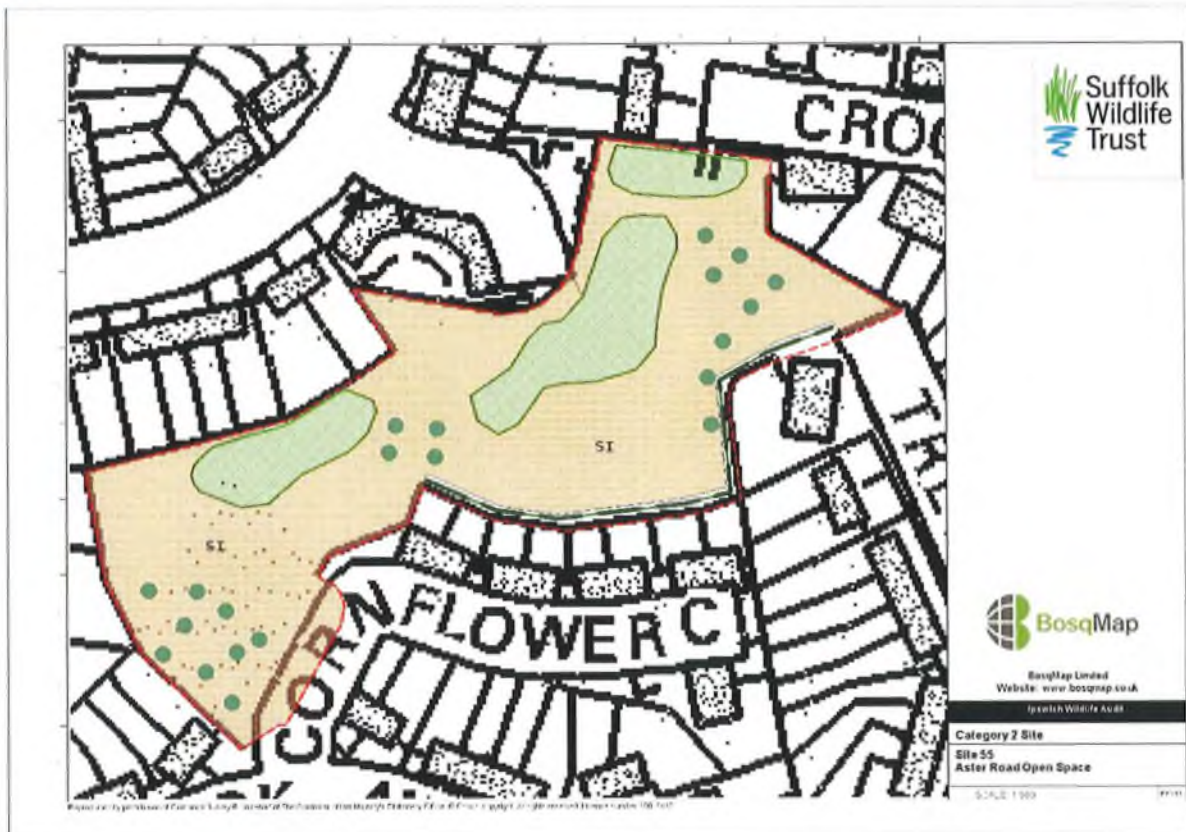 CROC
Suffolk
Wildlife
Trust
SI
SI
TRE
CORNFLOWER C
BosqMap
BosqMap Limited
Website: www.bosqmap.co.uk
Ipswich Wildlife Audit
Category 2 Site
Site 55
Aster Road Open Space